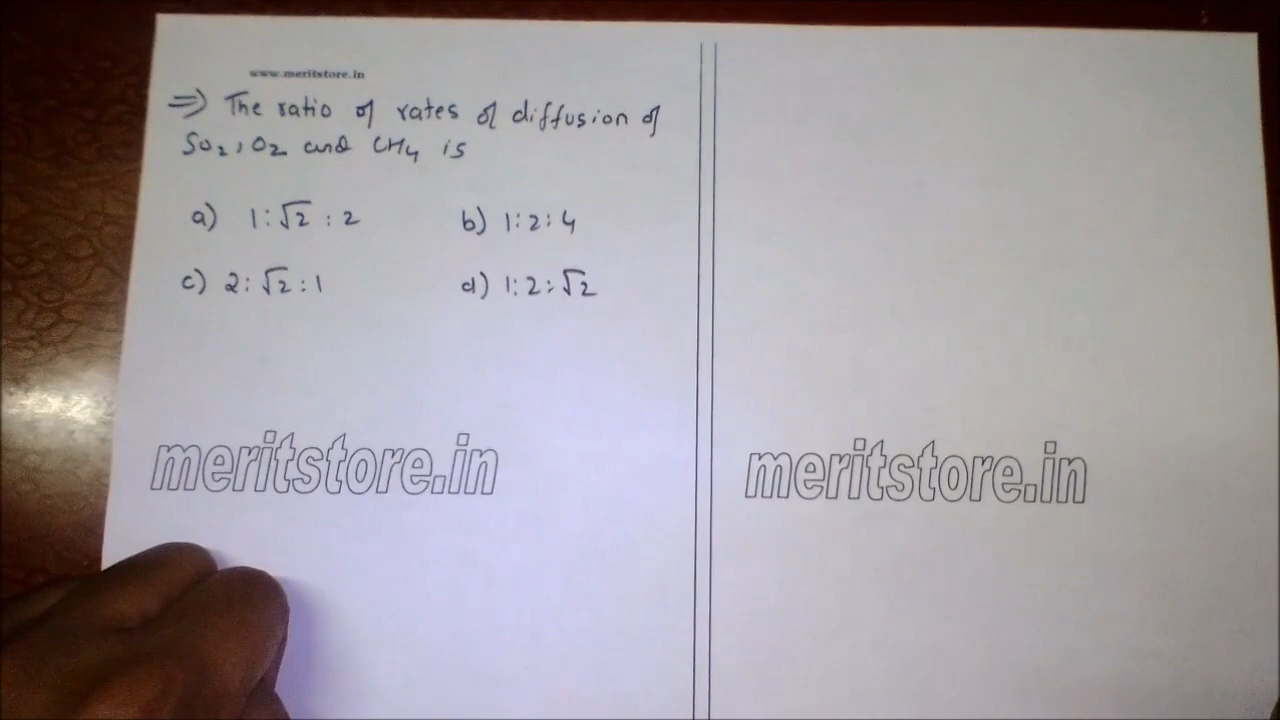 www.meritstore.in
⇒ The ratio of rates of diffusion of
SO₂, O₂ and CH₄ is
a) 1:√2 : 2
b) 1:2:4
c) 2:√2:1
d) 1:2:√2
meritstore.in
meritstore.in